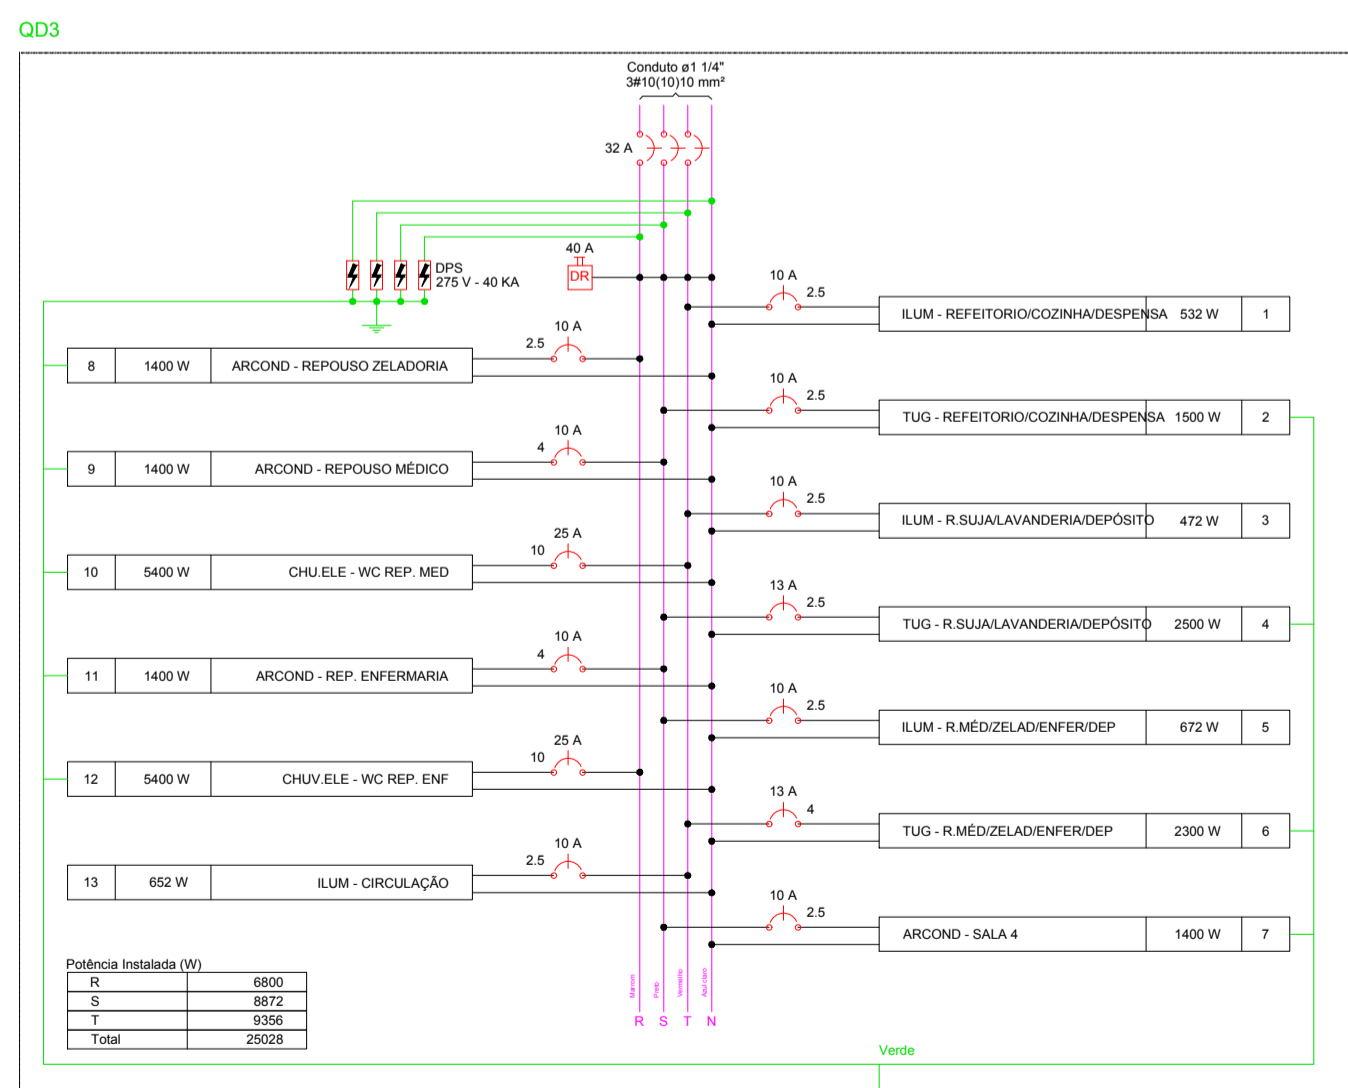 QD3
Conduto ø1 1/4"
3#10(10)10 mm²
32 A
DPS
275 V - 40 KA
40 A
DR
10 A
2.5
ILUM - REFEITORIO/COZINHA/DESPENSA 532 W 1
10 A
2.5
8 1400 W ARCOND - REPOUSO ZELADORIA
10 A
2.5
TUG - REFEITORIO/COZINHA/DESPENSA 1500 W 2
10 A
4
9 1400 W ARCOND - REPOUSO MÉDICO
10 A
2.5
ILUM - R.SUJA/LAVANDERIA/DEPÓSITO 472 W 3
25 A
10
10 5400 W CHU.ELE - WC REP. MED
13 A
2.5
TUG - R.SUJA/LAVANDERIA/DEPÓSITO 2500 W 4
10 A
4
11 1400 W ARCOND - REP. ENFERMARIA
10 A
2.5
ILUM - R.MÉD/ZELAD/ENFER/DEP 672 W 5
25 A
10
12 5400 W CHUV.ELE - WC REP. ENF
13 A
4
TUG - R.MÉD/ZELAD/ENFER/DEP 2300 W 6
10 A
2.5
13 652 W ILUM - CIRCULAÇÃO
10 A
2.5
ARCOND - SALA 4 1400 W 7
Potência Instalada (W)
R 6800
S 8872
T 9356
Total 25028
Marrom
Preto
Vermelho
Azul claro
R S T N
Verde